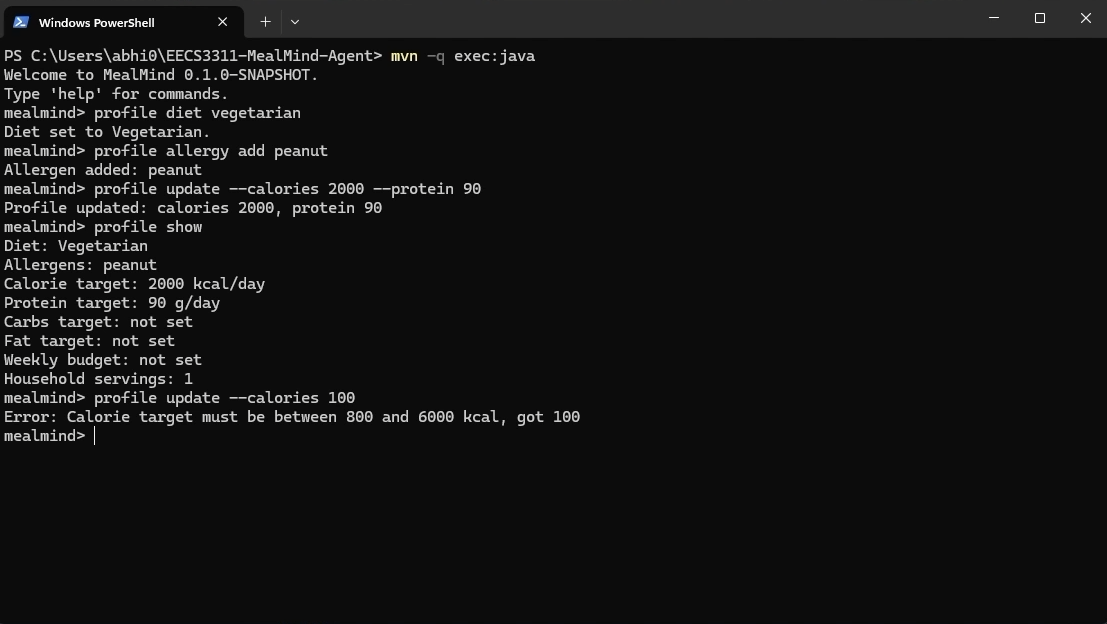 Windows PowerShell
PS C:\Users\abhi0\EECS3311-MealMind-Agent> mvn -q exec:java
Welcome to MealMind 0.1.0-SNAPSHOT.
Type 'help' for commands.
mealmind> profile diet vegetarian
Diet set to Vegetarian.
mealmind> profile allergy add peanut
Allergen added: peanut
mealmind> profile update --calories 2000 --protein 90
Profile updated: calories 2000, protein 90
mealmind> profile show
Diet: Vegetarian
Allergens: peanut
Calorie target: 2000 kcal/day
Protein target: 90 g/day
Carbs target: not set
Fat target: not set
Weekly budget: not set
Household servings: 1
mealmind> profile update --calories 100
Error: Calorie target must be between 800 and 6000 kcal, got 100
mealmind>